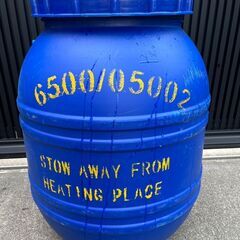 6500/05002
STOW AWAY FROM
HEATING PLACE